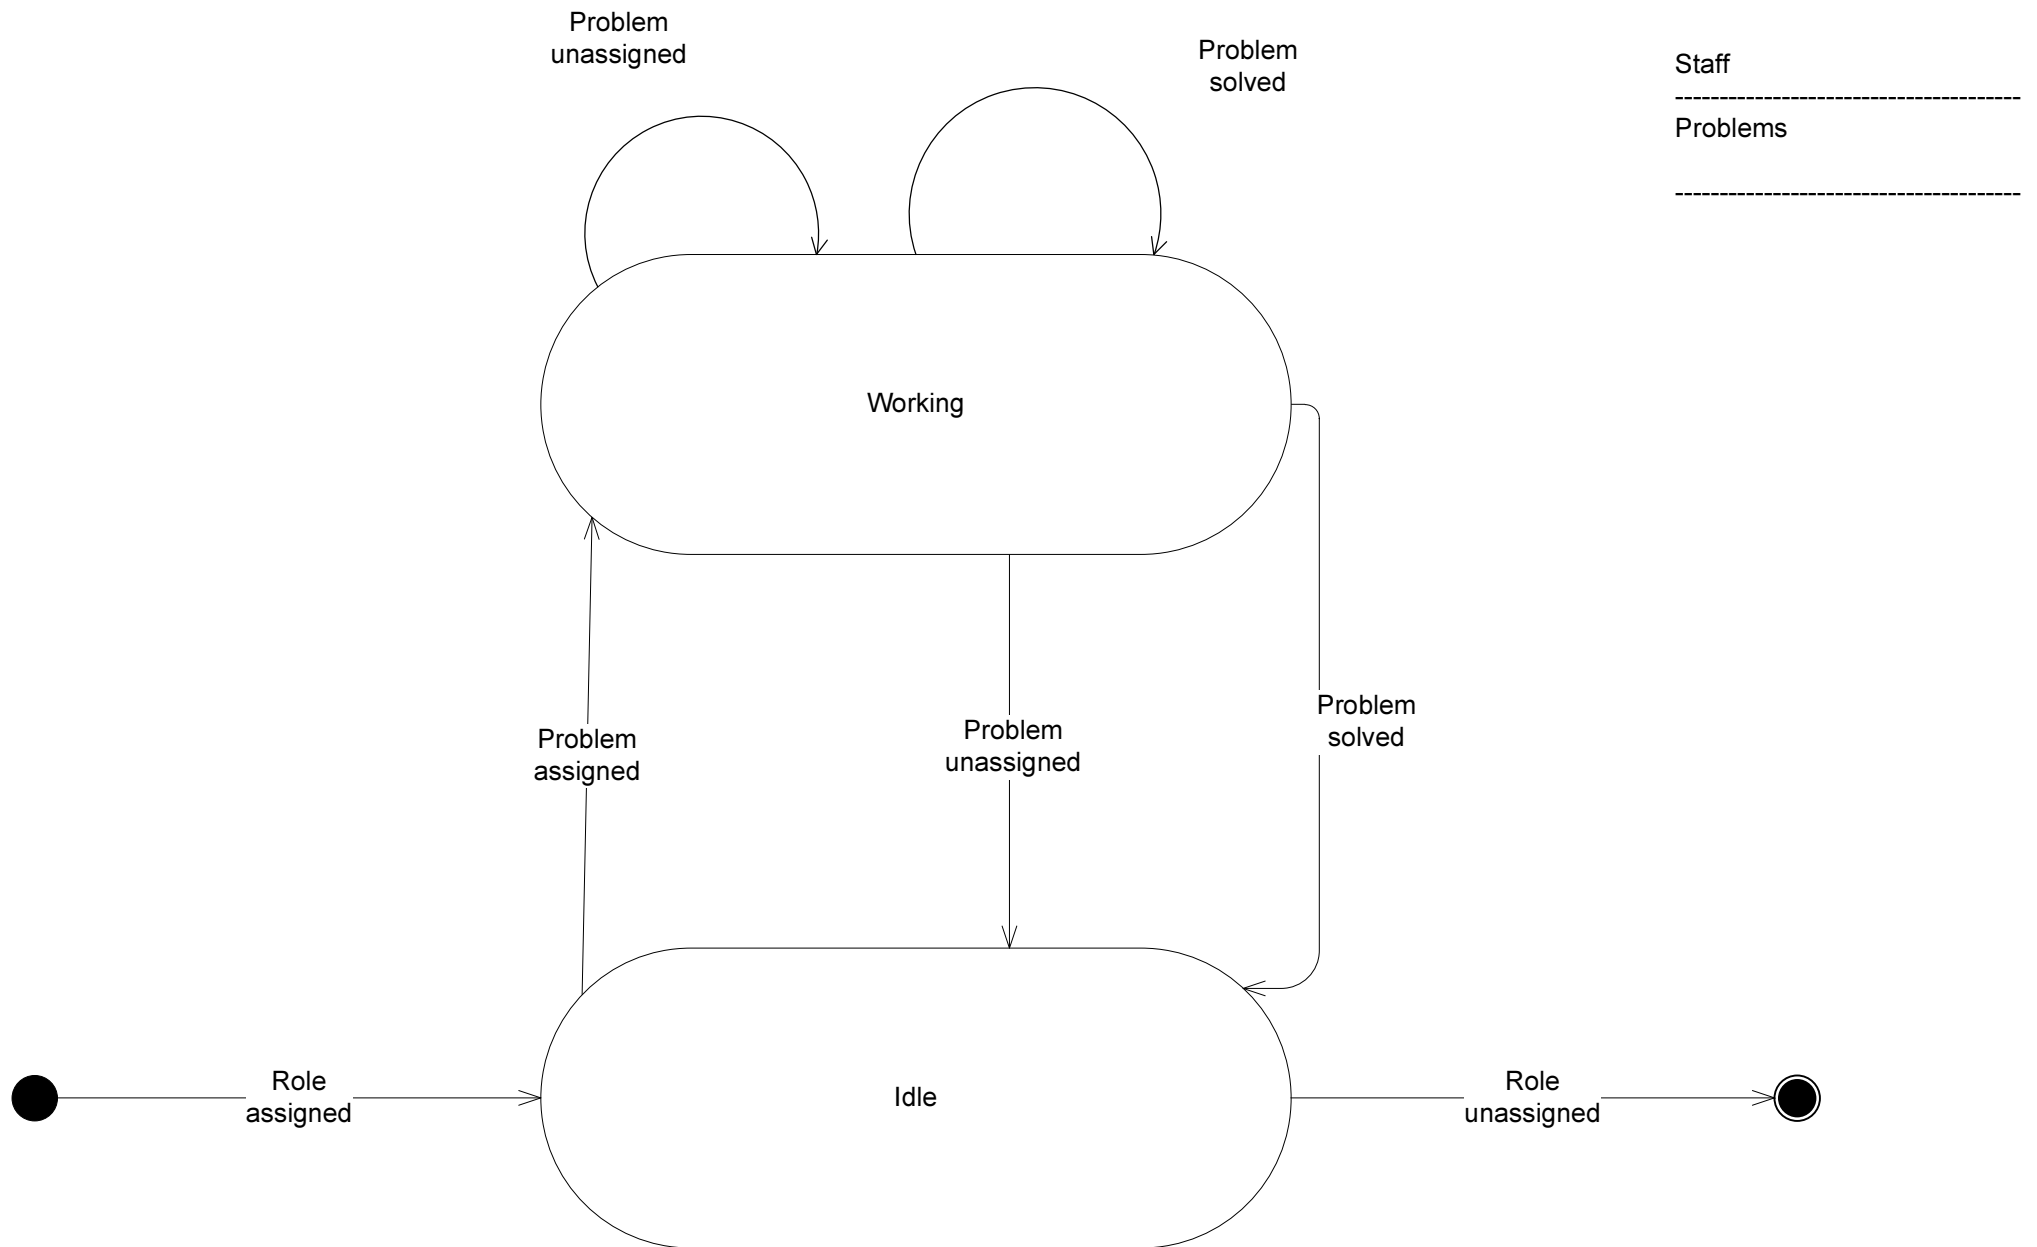 Problem
unassigned
Problem
solved
Staff
---------------------------------------
Problems
---------------------------------------
Working
Problem
assigned
Problem
unassigned
Problem
solved
Role
assigned
Idle
Role
unassigned